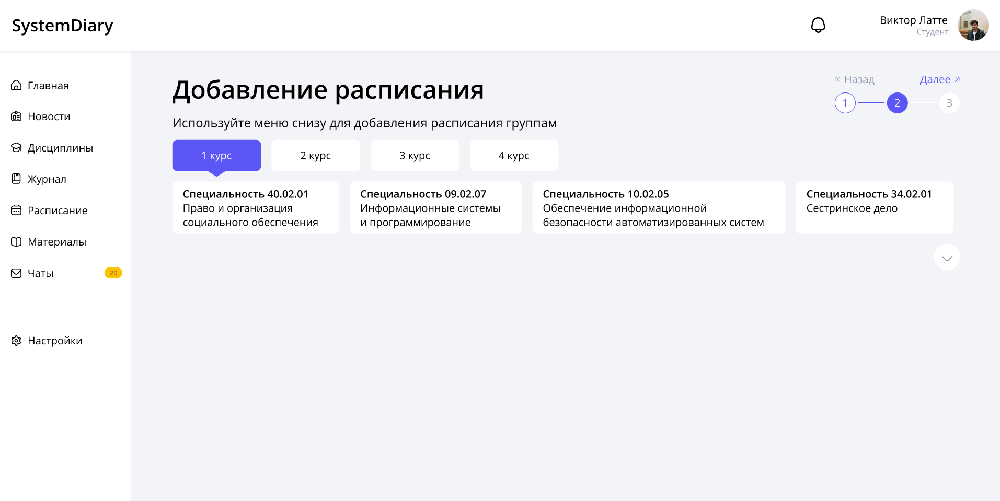 SystemDiary
Виктор Латте
Студент
Главная
Новости
Дисциплины
Журнал
Расписание
Материалы
Чаты
20
Настройки
Добавление расписания
Назад
Далее
1
2
3
Используйте меню снизу для добавления расписания группам
1 курс
2 курс
3 курс
4 курс
Специальность 40.02.01
Право и организация
социального обеспечения
Специальность 09.02.07
Информационные системы
и программирование
Специальность 10.02.05
Обеспечение информационной
безопасности автоматизированных систем
Специальность 34.02.01
Сестринское дело